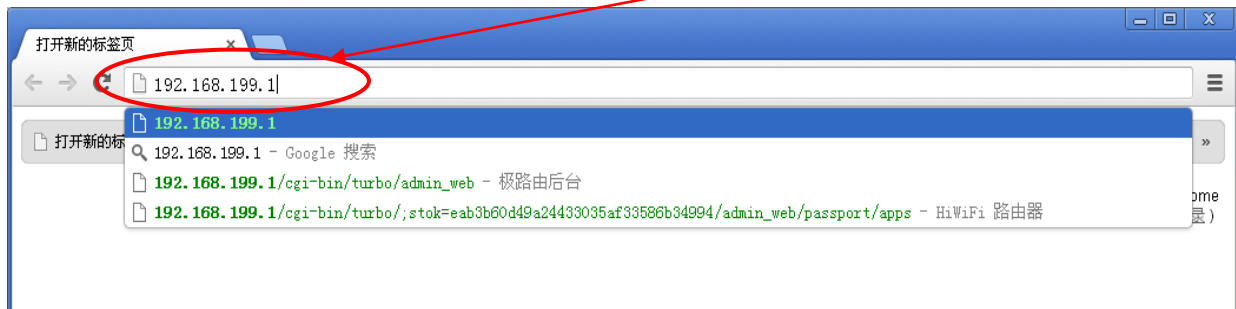 打开新的标签页
192.168.199.1
192.168.199.1
打开新的标
192.168.199.1 - Google 搜索
192.168.199.1/cgi-bin/turbo/admin_web - 极路由后台
192.168.199.1/cgi-bin/turbo/;stok=eab3b60d49a24433035af33586b34994/admin_web/passport/apps - HiWiFi 路由器
ome
录)